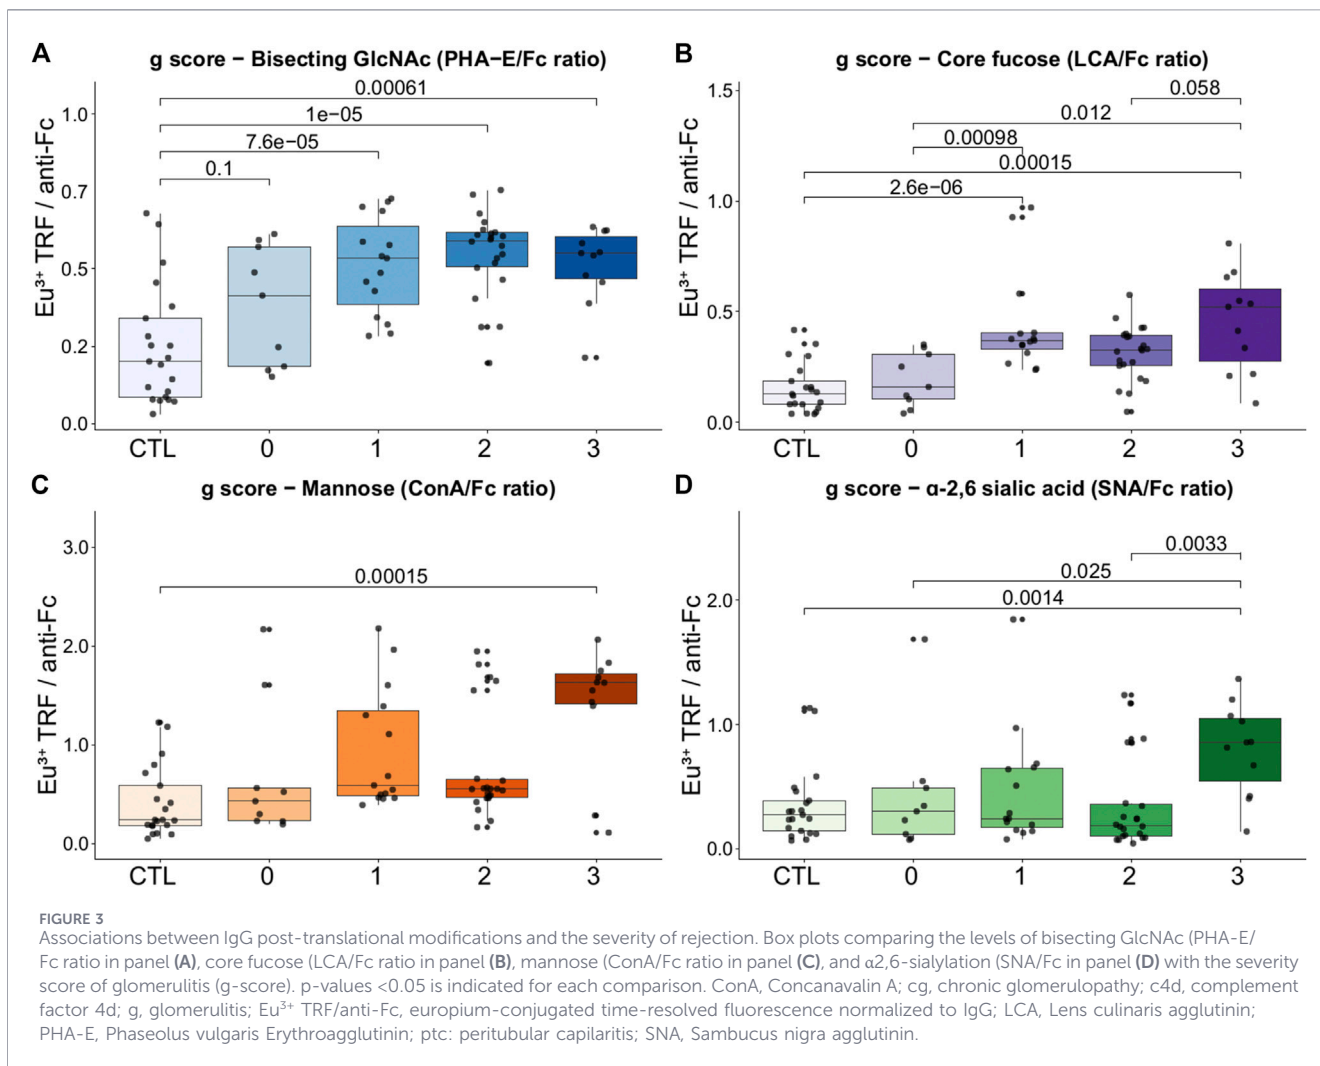 A
g score – Bisecting GlcNAc (PHA−E/Fc ratio)
Eu³⁺ TRF / anti-Fc
1.0
0.7
0.5
0.2
0.0
0.00061
1e−05
7.6e−05
0.1
CTL 0 1 2 3
B
g score – Core fucose (LCA/Fc ratio)
Eu³⁺ TRF / anti-Fc
1.5
1.0
0.5
0.0
0.058
0.012
0.00098
0.00015
2.6e−06
CTL 0 1 2 3
C
g score – Mannose (ConA/Fc ratio)
Eu³⁺ TRF / anti-Fc
3.0
2.0
1.0
0.0
0.00015
CTL 0 1 2 3
D
g score – α-2,6 sialic acid (SNA/Fc ratio)
Eu³⁺ TRF / anti-Fc
2.0
1.0
0.0
0.0033
0.025
0.0014
CTL 0 1 2 3
FIGURE 3
Associations between IgG post-translational modifications and the severity of rejection. Box plots comparing the levels of bisecting GlcNAc (PHA-E/
Fc ratio in panel (A), core fucose (LCA/Fc ratio in panel (B), mannose (ConA/Fc ratio in panel (C), and α2,6-sialylation (SNA/Fc in panel (D) with the severity
score of glomerulitis (g-score). p-values <0.05 is indicated for each comparison. ConA, Concanavalin A; cg, chronic glomerulopathy; c4d, complement
factor 4d; g, glomerulitis; Eu³⁺ TRF/anti-Fc, europium-conjugated time-resolved fluorescence normalized to IgG; LCA, Lens culinaris agglutinin;
PHA-E, Phaseolus vulgaris Erythroagglutinin; ptc: peritubular capilaritis; SNA, Sambucus nigra agglutinin.